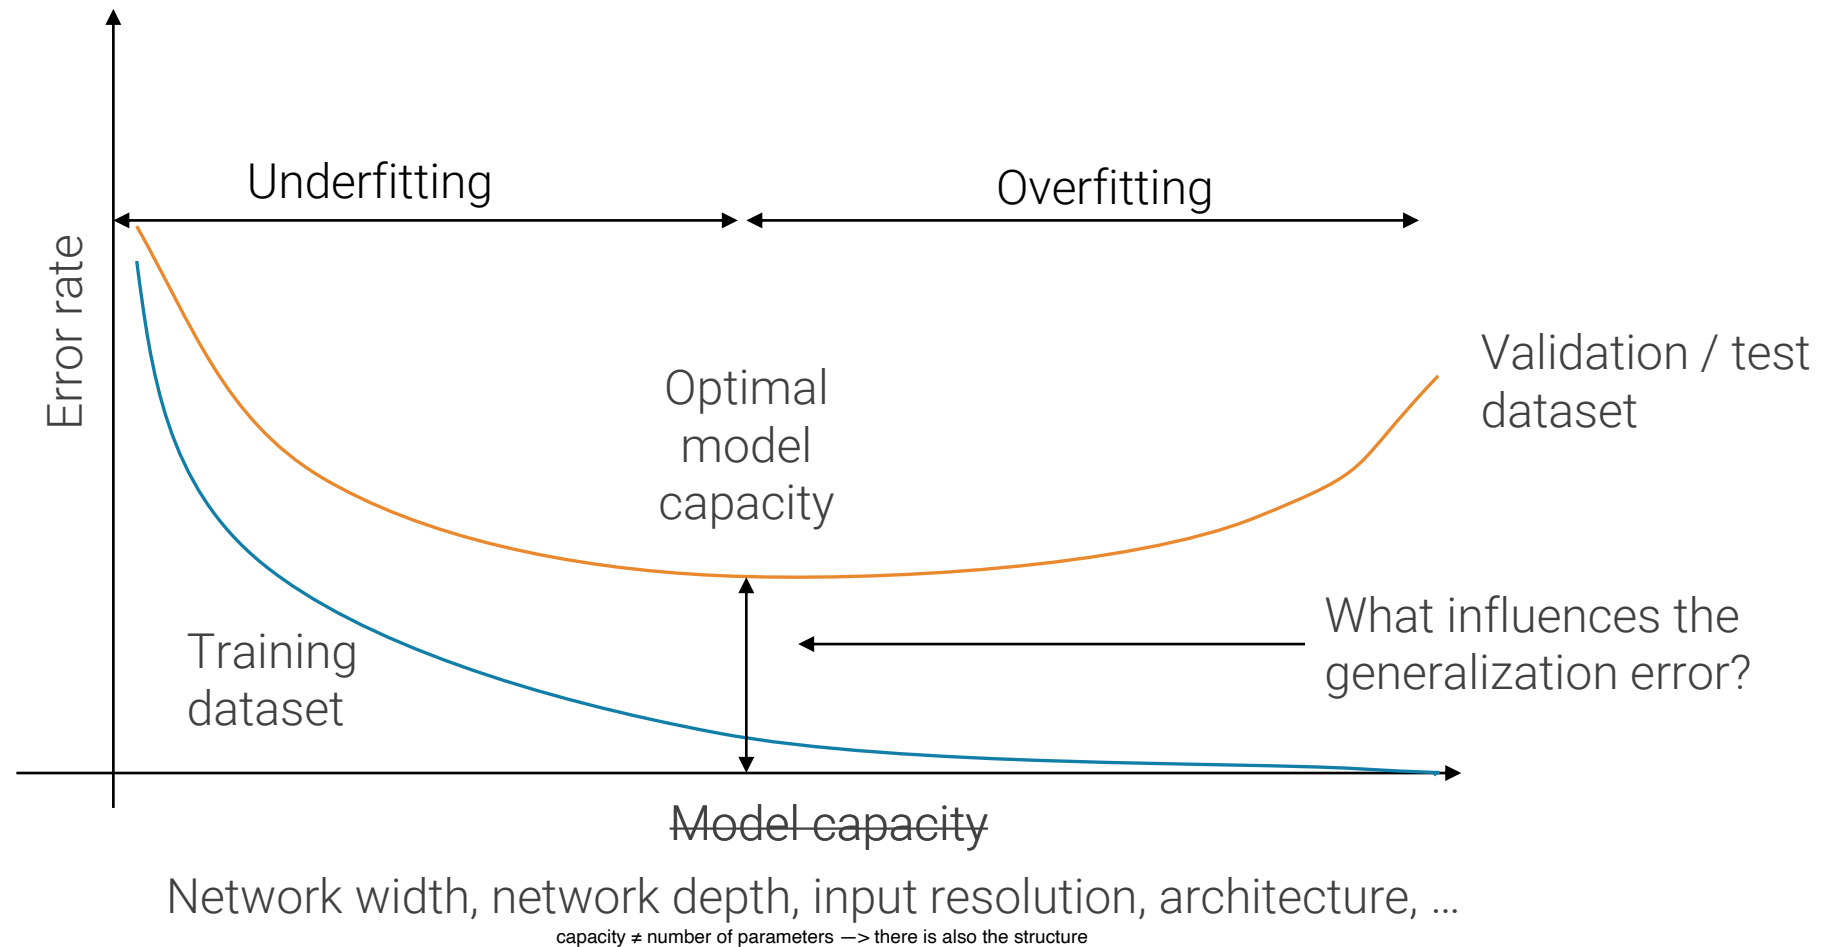 Underfitting
Overfitting
Error rate
Optimal
model
capacity
Validation / test
dataset
Training
dataset
What influences the
generalization error?
Model capacity
Network width, network depth, input resolution, architecture, ...
capacity ≠ number of parameters —> there is also the structure